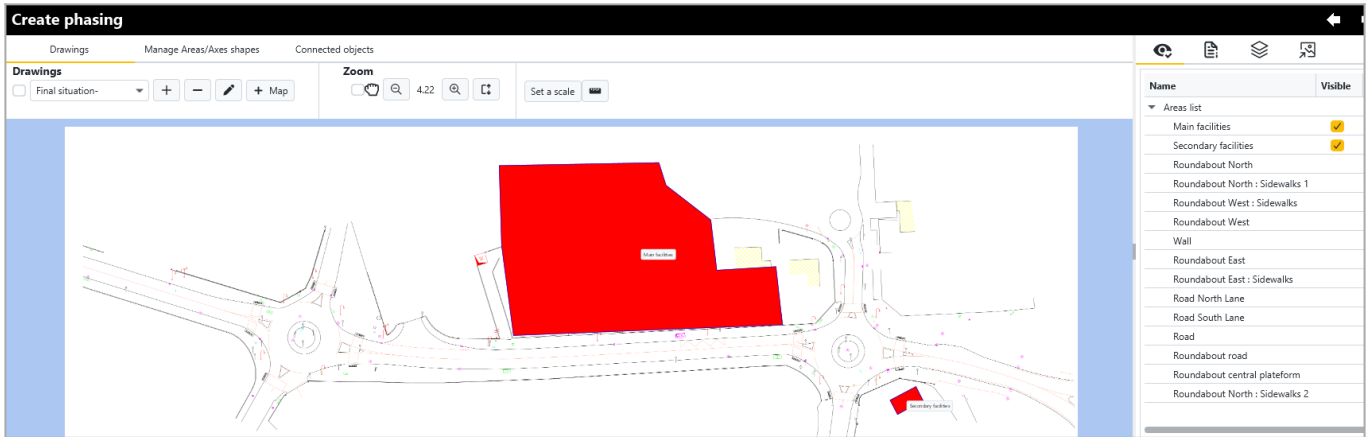 Create phasing
Drawings Manage Areas/Axes shapes Connected objects
Drawings Zoom
Final situation- + Map 4.22 Set a scale
Name Visible
Areas list
Main facilities
Secondary facilities
Roundabout North
Roundabout North : Sidewalks 1
Roundabout West : Sidewalks
Roundabout West
Wall
Roundabout East
Roundabout East : Sidewalks
Road North Lane
Road South Lane
Road
Roundabout road
Roundabout central plateform
Roundabout North : Sidewalks 2
Main facilities
Secondary facilities